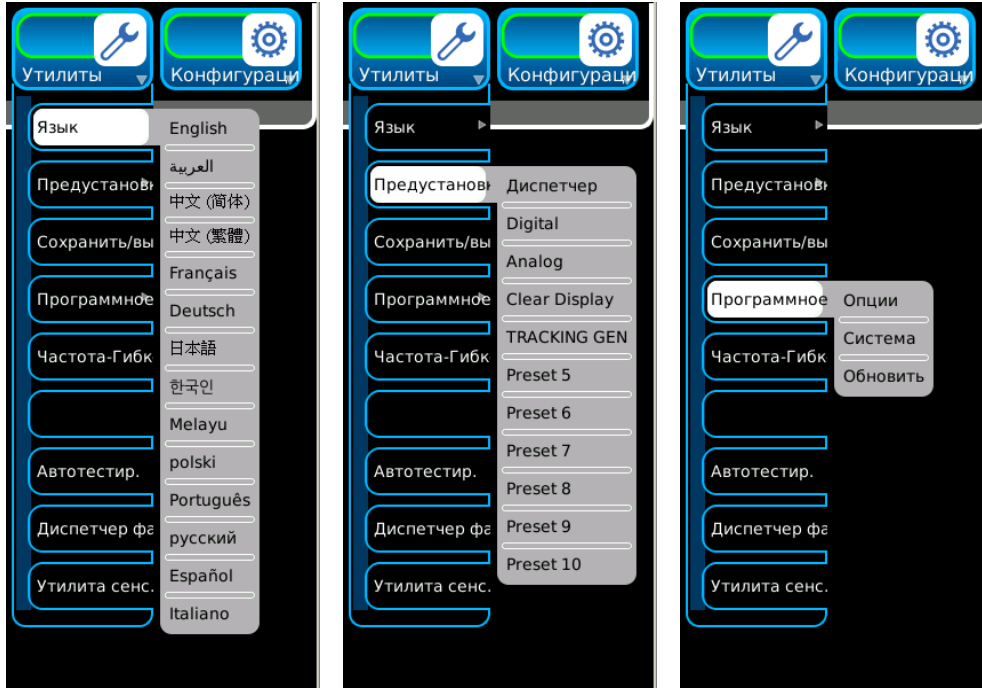 Утилиты
Конфигураци
Язык
Предустановк
Сохранить/вы
Программное
Частота-Гибк
Автотестир.
Диспетчер фа
Утилита сенс.
English
العربية
中文 (简体)
中文 (繁體)
Français
Deutsch
日本語
한국인
Melayu
polski
Português
русский
Español
Italiano
Утилиты
Конфигураци
Язык
Предустановк
Сохранить/вы
Программное
Частота-Гибк
Автотестир.
Диспетчер фа
Утилита сенс.
Диспетчер
Digital
Analog
Clear Display
TRACKING GEN
Preset 5
Preset 6
Preset 7
Preset 8
Preset 9
Preset 10
Утилиты
Конфигураци
Язык
Предустановк
Сохранить/вы
Программное
Частота-Гибк
Автотестир.
Диспетчер фа
Утилита сенс.
Опции
Система
Обновить